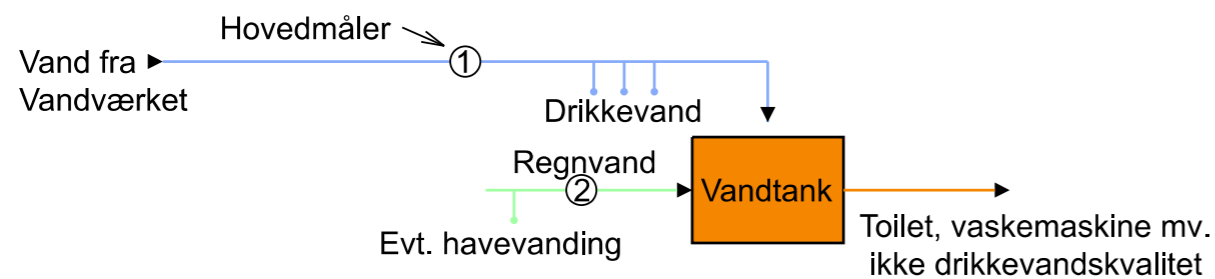 Hovedmåler
Vand fra
Vandværket
1
Drikkevand
Regnvand
2
Vandtank
Evt. havevanding
Toilet, vaskemaskine mv.
ikke drikkevandskvalitet